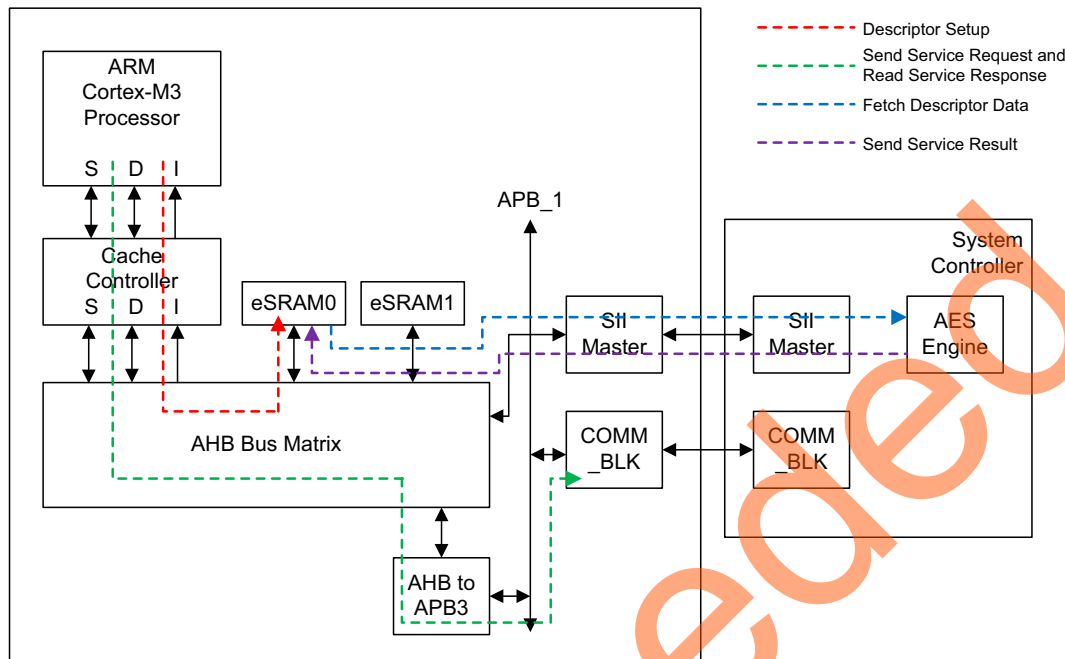 ARM
Cortex-M3
Processor
S D I
Cache
Controller
S D I
eSRAM0
eSRAM1
AHB Bus Matrix
AHB to
APB3
APB_1
SII
Master
COMM
_BLK
System
Controller
SII
Master
AES
Engine
COMM
_BLK
Descriptor Setup
Send Service Request and
Read Service Response
Fetch Descriptor Data
Send Service Result
eded